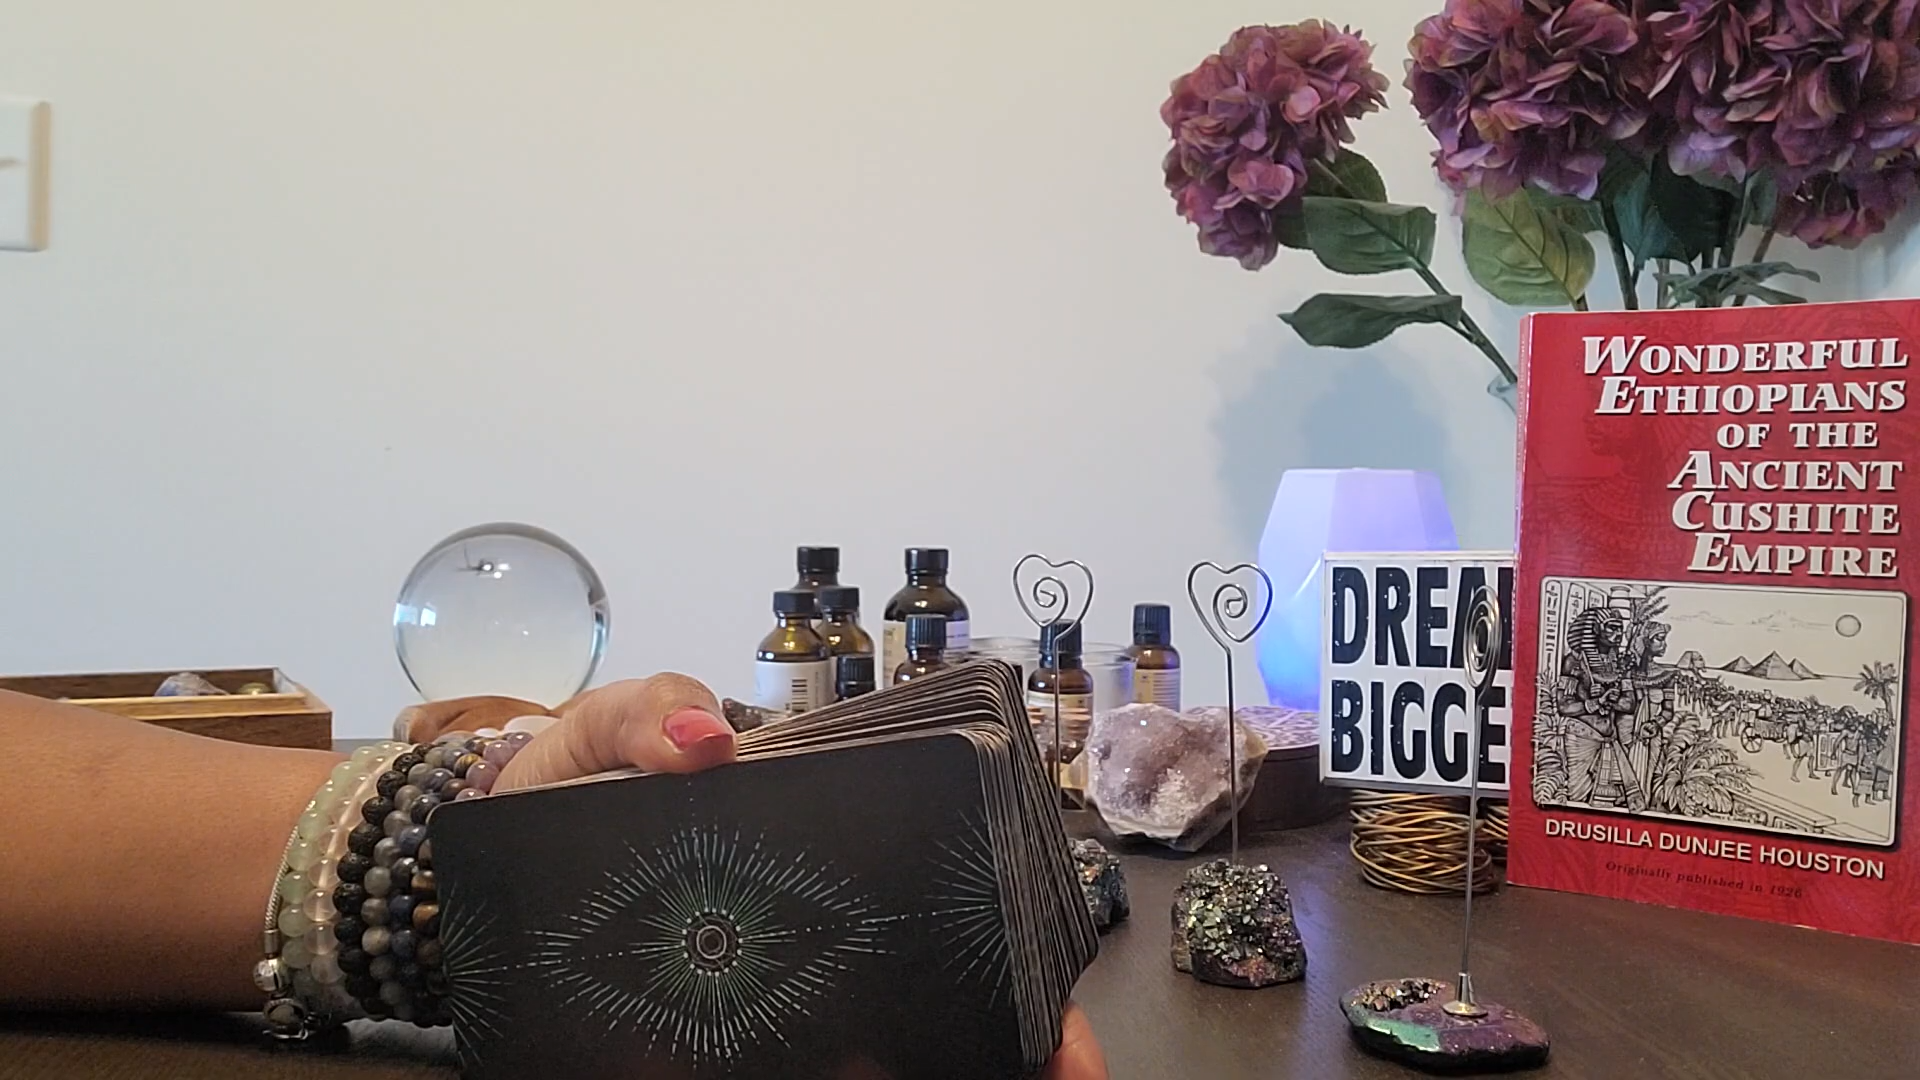 DREA
BIGGE
WONDERFUL
ETHIOPIANS
OF THE
ANCIENT
CUSHITE
EMPIRE
DRUSILLA DUNJEE HOUSTON
Originally published in 1926